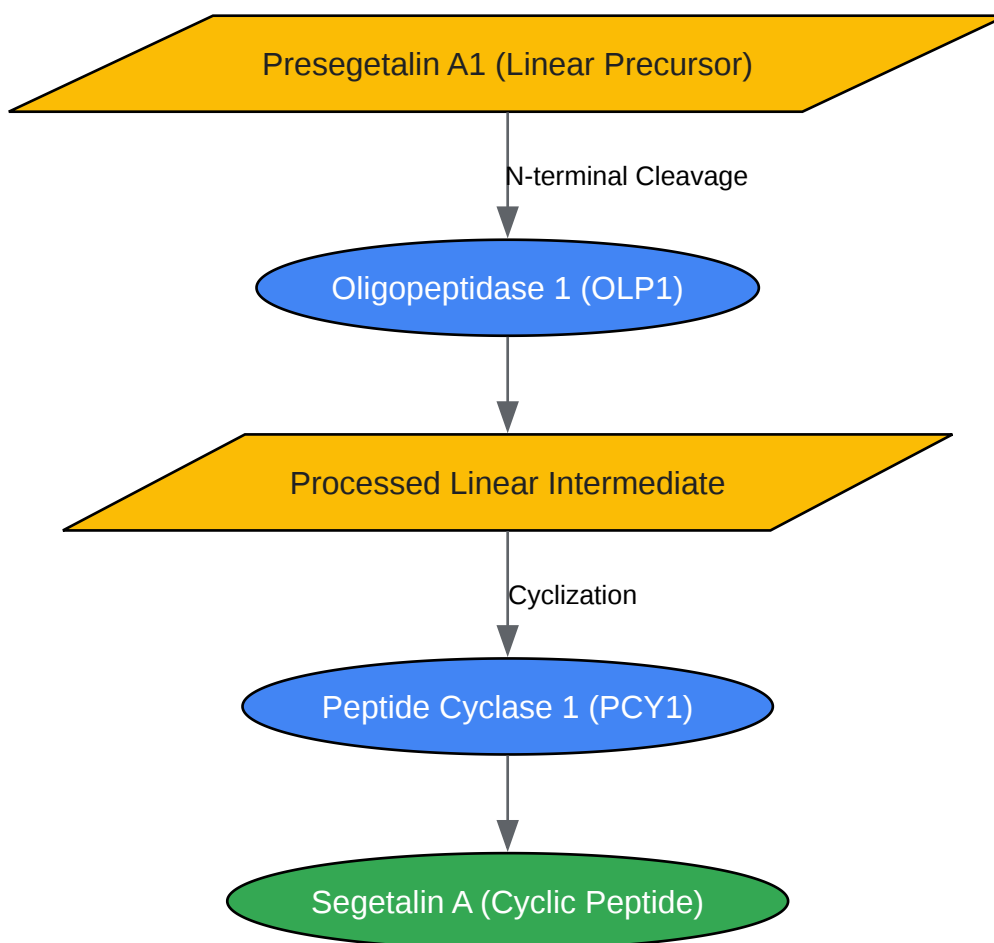 Presegetalin A1 (Linear Precursor)
N-terminal Cleavage
Oligopeptidase 1 (OLP1)
Processed Linear Intermediate
Cyclization
Peptide Cyclase 1 (PCY1)
Segetalin A (Cyclic Peptide)